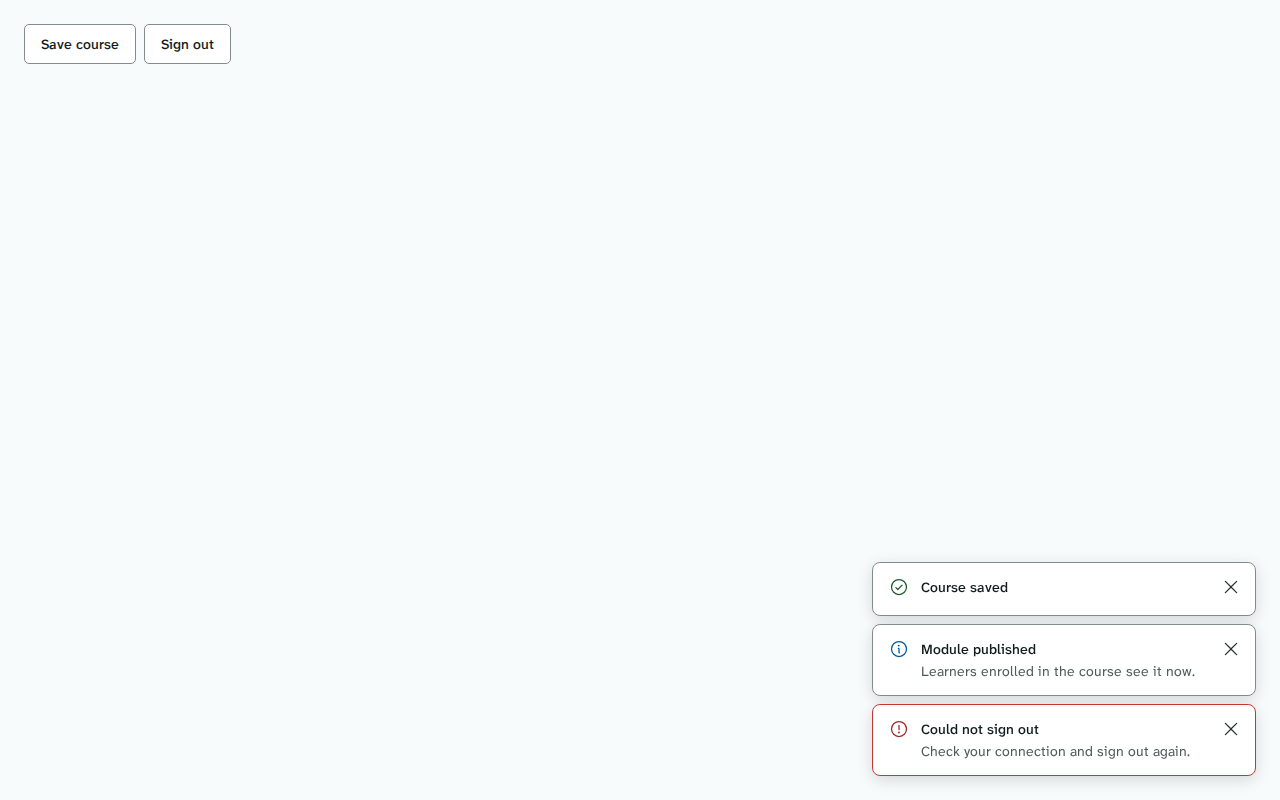 Save course
Sign out
Course saved
Module published
Learners enrolled in the course see it now.
Could not sign out
Check your connection and sign out again.